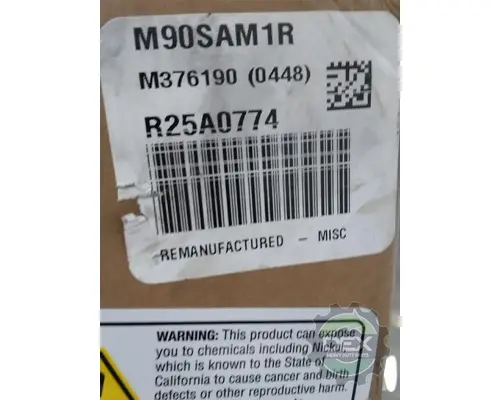 M90SAM1R
M376190 (0448)
R25A0774
REMANUFACTURED - MISC
WARNING: This product can expose
you to chemicals including Nickel,
which is known to the State of
California to cause cancer and birth
defects or other reproductive harm.
DEX